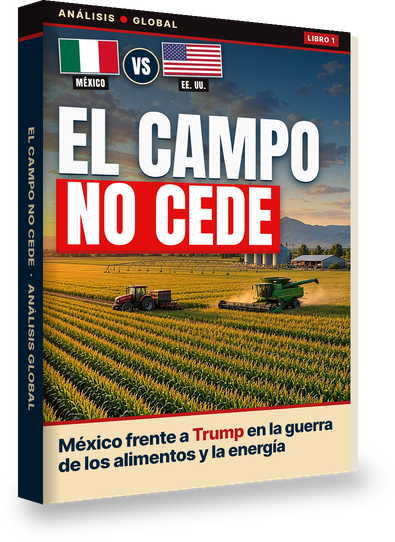 ANÁLISIS ● GLOBAL
LIBRO 1
VS
MÉXICO
EE. UU.
EL CAMPO
NO CEDE
México frente a Trump en la guerra
de los alimentos y la energía
EL CAMPO NO CEDE · ANÁLISIS GLOBAL